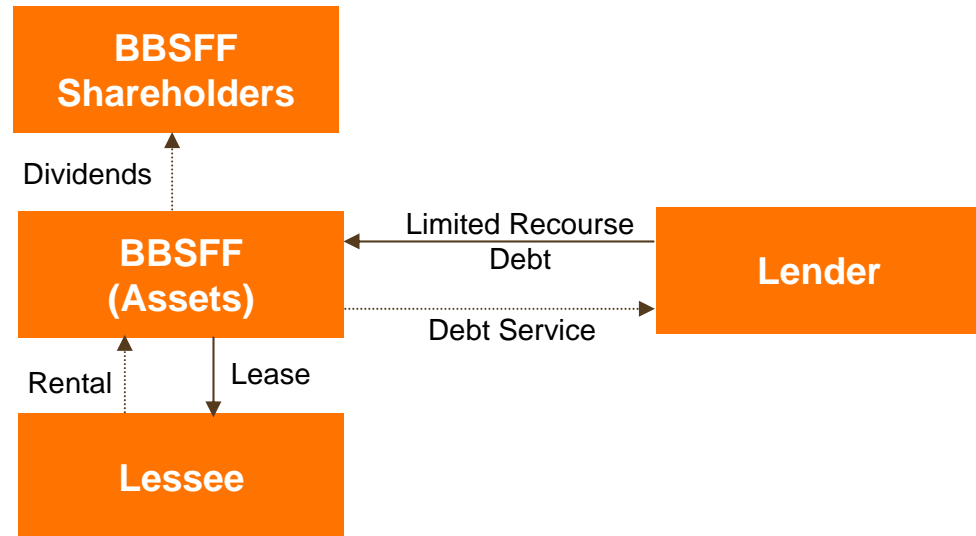 BBSFF
Shareholders
Dividends
BBSFF
(Assets)
Limited Recourse
Debt
Lender
Debt Service
Rental
Lease
Lessee